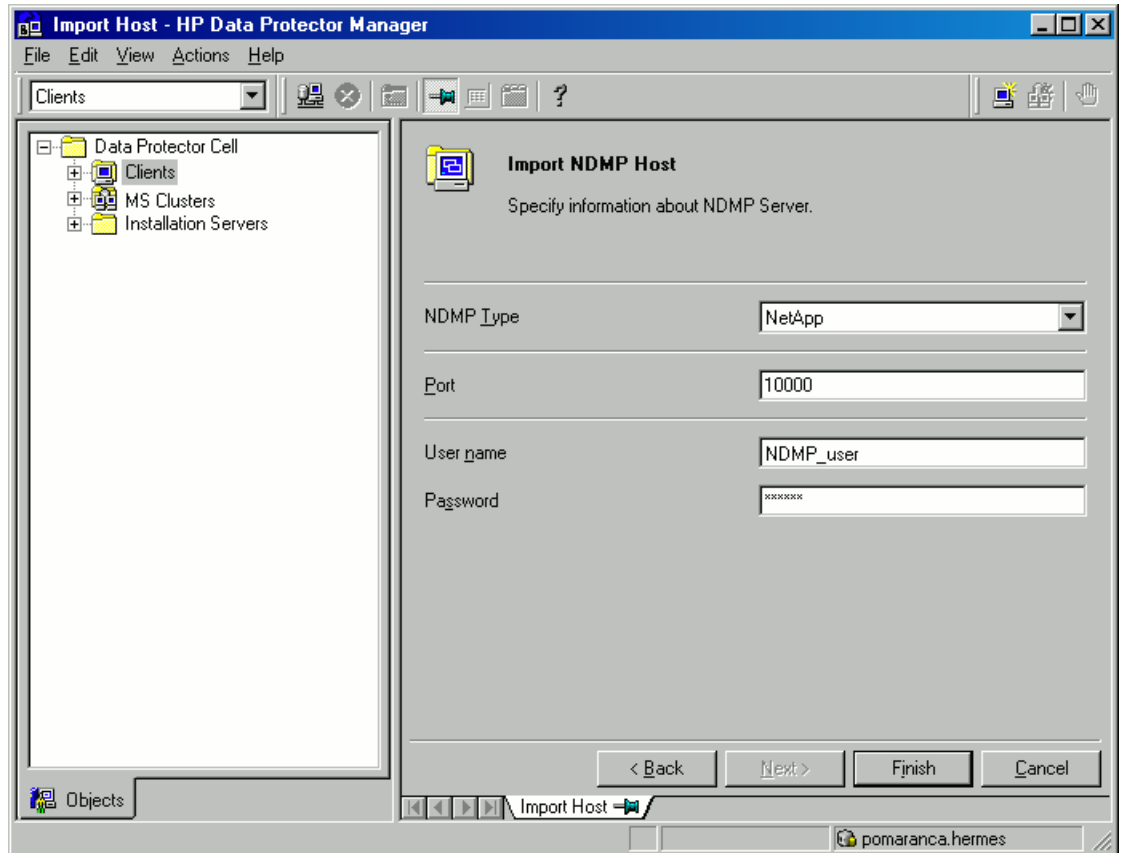 Import Host - HP Data Protector Manager
File Edit View Actions Help
Clients
Data Protector Cell
Clients
MS Clusters
Installation Servers
Import NDMP Host
Specify information about NDMP Server.
NDMP Type NetApp
Port 10000
User name NDMP_user
Password ******
< Back Next > Finish Cancel
Objects
Import Host
pomaranca.hermes